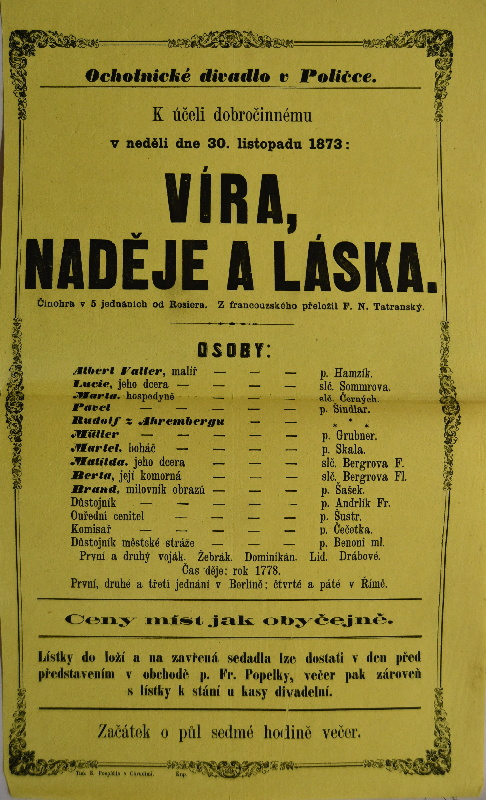 Ochotnické divadlo v Poličce.
K účeli dobročinnému
v neděli dne 30. listopadu 1873:
VÍRA,
NADĚJE A LÁSKA.
Činohra v 5 jednáních od Rosiera. Z francouzského přeložil F. N. Tatranský.
OSOBY:
Albert Valler, malíř — — — p. Hamzík.
Lucie, jeho dcera — — — — slč. Sommrova.
Marta, hospodyně — — — slč. Černých.
Pavel — — — — — p. Šindlar.
Rudolf z Ahrembergu — — * * *
Müller — — — — p. Grubner.
Martel, boháč — — — — p. Skala.
Matilda, jeho dcera — — — slč. Bergrova F.
Berta, její komorná — — — slč. Bergrova Fl.
Brand, milovník obrazů — — — p. Šašek.
Důstojník — — — — p. Andrlík Fr.
Ouřední cenitel — — — — p. Šustr.
Komisař — — — — p. Čečetka.
Důstojník městské stráže — — — p. Benoni ml.
První a druhý voják. Žebrák. Dominikán. Lid. Drábové.
Čas děje: rok 1778.
První, druhé a třetí jednání v Berlíně; čtvrté a páté v Římě.
Ceny míst jak obyčejně.
Lístky do loží a na zavřená sedadla lze dostati v den před
představením v obchodě p. Fr. Popelky, večer pak zároveň
s lístky k stání u kasy divadelní.
Začátek o půl sedmé hodině večer.